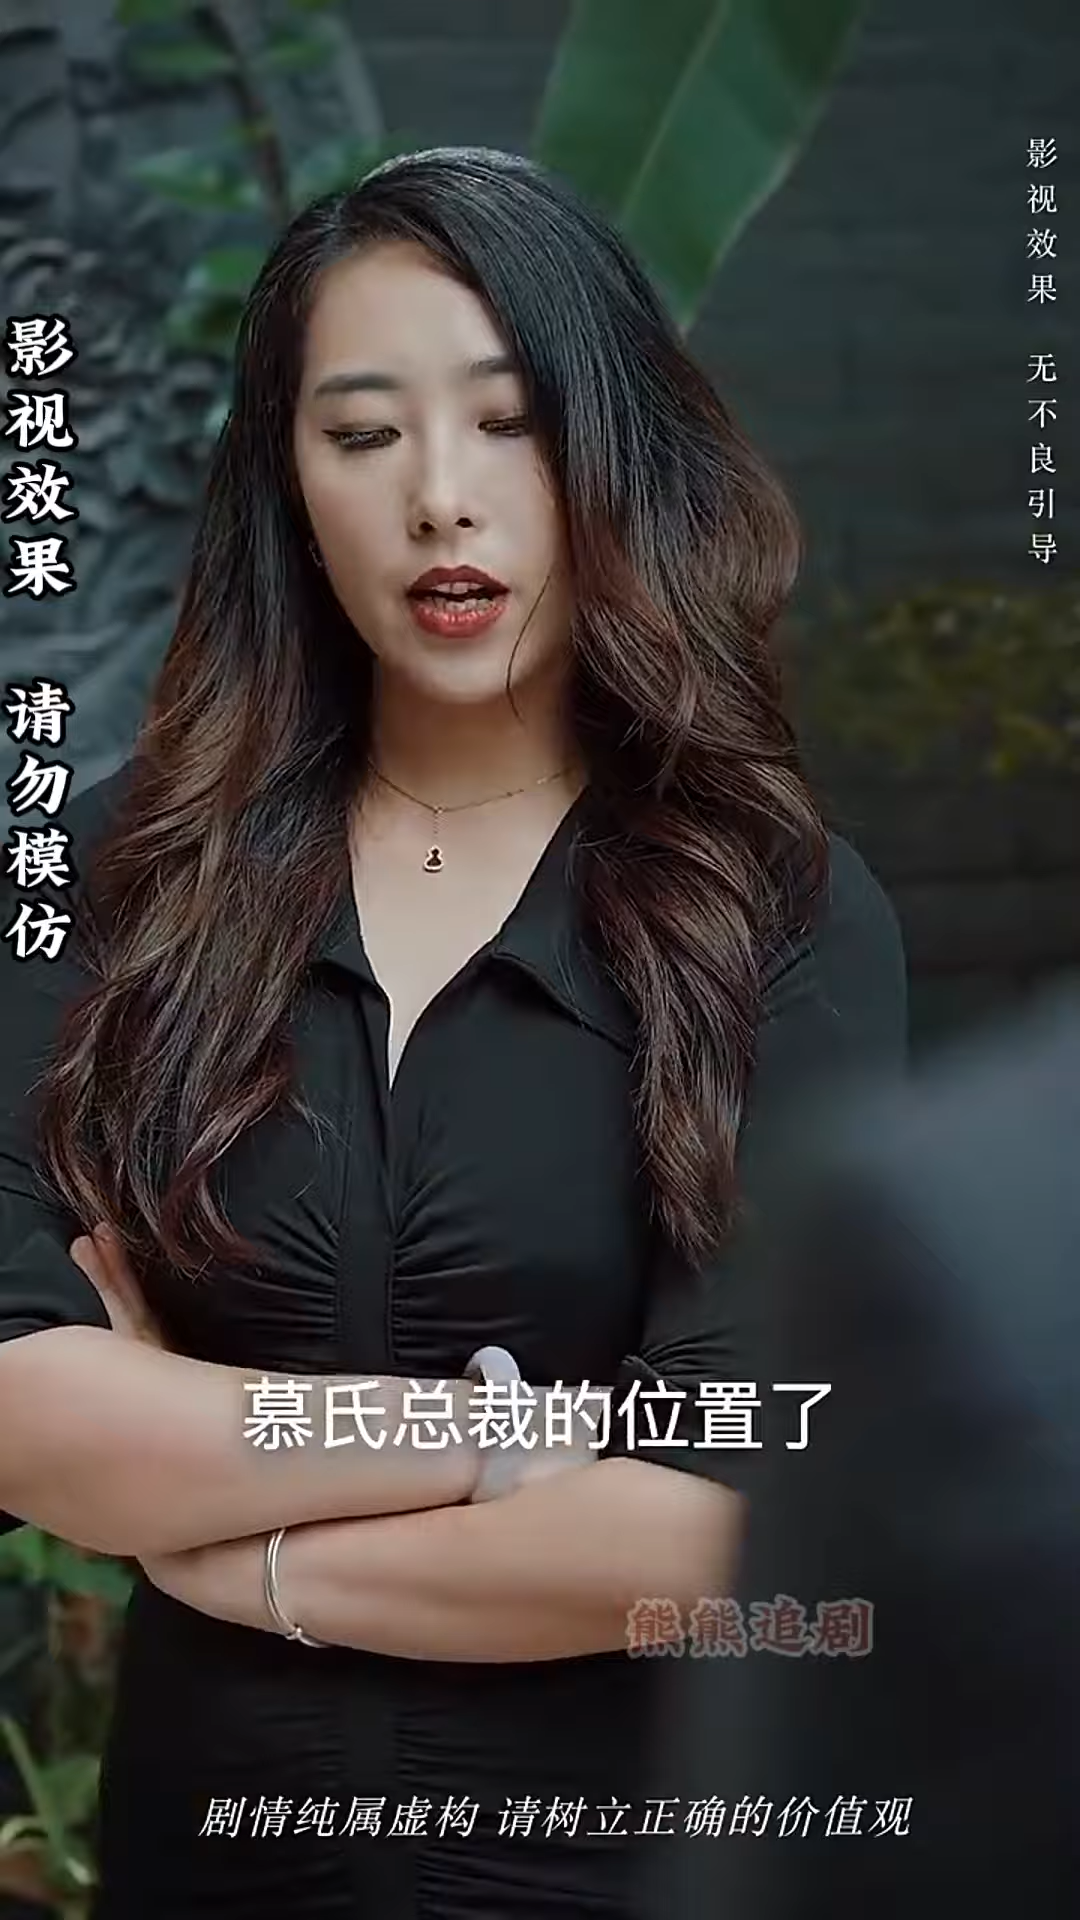 影视效果 无不良引导
影视效果 请勿模仿
慕氏总裁的位置了
熊熊追剧
剧情纯属虚构 请树立正确的价值观